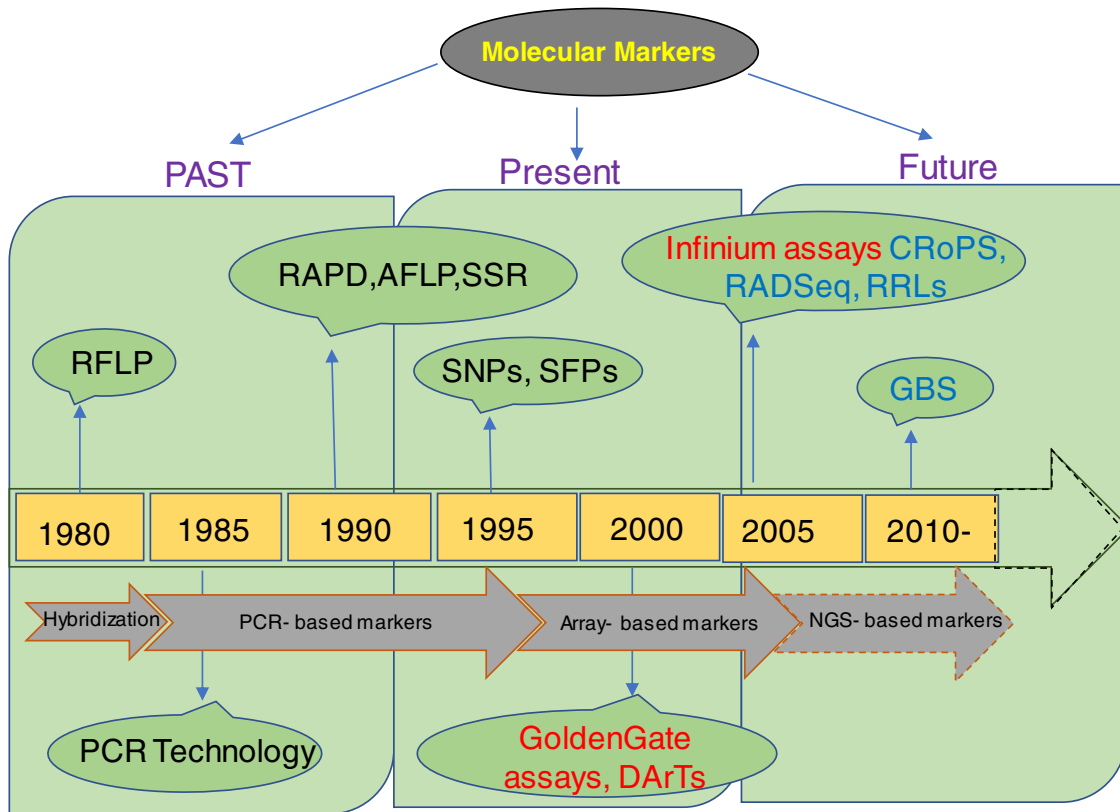 Molecular Markers
PAST
Present
Future
RAPD,AFLP,SSR
Infinium assays CRoPS,
RADSeq, RRLs
RFLP
SNPs, SFPs
GBS
1980
1985
1990
1995
2000
2005
2010-
Hybridization
PCR- based markers
Array- based markers
NGS- based markers
PCR Technology
GoldenGate
assays, DArTs